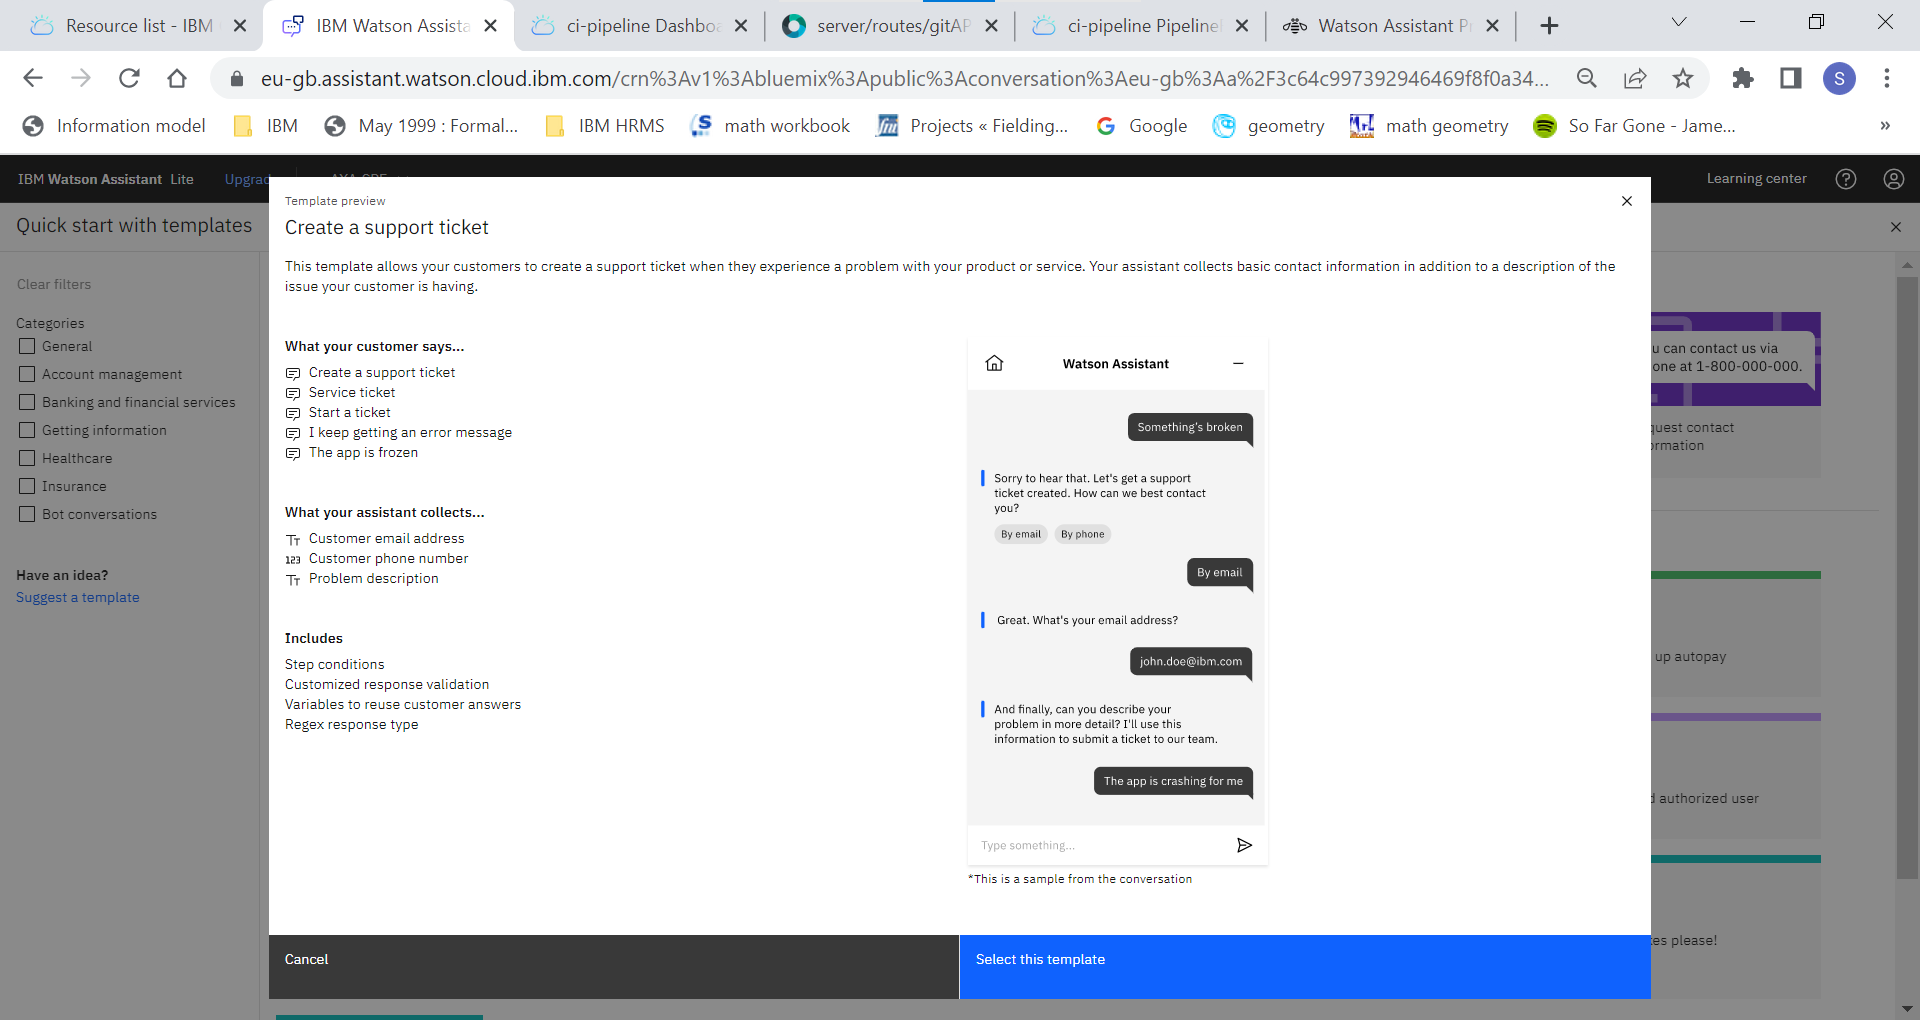 Resource list - IBM
IBM Watson Assista
ci-pipeline Dashboa
server/routes/gitAP
ci-pipeline Pipeline
Watson Assistant P
eu-gb.assistant.watson.cloud.ibm.com/crn%3Av1%3Abluemix%3Apublic%3Aconversation%3Aeu-gb%3Aa%2F3c64c997392946469f8f0a34...
S
Information model
IBM
May 1999 : Formal...
IBM HRMS
math workbook
Projects « Fielding...
Google
geometry
math geometry
So Far Gone - Jame...
»
IBM Watson Assistant Lite
Upgrad
Learning center
Quick start with templates
Clear filters
Categories
General
Account management
Banking and financial services
Getting information
Healthcare
Insurance
Bot conversations
Have an idea?
Suggest a template
Template preview
Create a support ticket
This template allows your customers to create a support ticket when they experience a problem with your product or service. Your assistant collects basic contact information in addition to a description of the
issue your customer is having.
What your customer says...
Create a support ticket
Service ticket
Start a ticket
I keep getting an error message
The app is frozen
What your assistant collects...
Tt Customer email address
123 Customer phone number
Tt Problem description
Includes
Step conditions
Customized response validation
Variables to reuse customer answers
Regex response type
Watson Assistant
Something's broken
Sorry to hear that. Let's get a support
ticket created. How can we best contact
you?
By email
By phone
By email
Great. What's your email address?
john.doe@ibm.com
And finally, can you describe your
problem in more detail? I'll use this
information to submit a ticket to our team.
The app is crashing for me
Type something...
*This is a sample from the conversation
u can contact us via
one at 1-800-000-000.
quest contact
ormation
up autopay
d authorized user
es please!
Cancel
Select this template